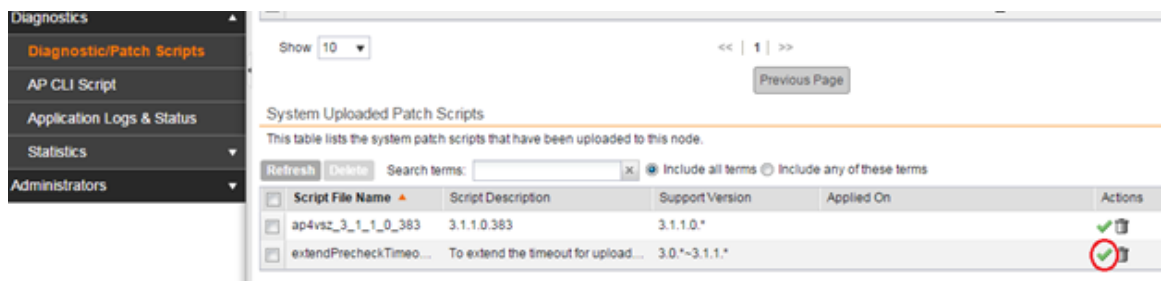 Diagnostics
Diagnostic/Patch Scripts
AP CLI Script
Application Logs & Status
Statistics
Administrators
Show 10
<< | 1 | >>
Previous Page
System Uploaded Patch Scripts
This table lists the system patch scripts that have been uploaded to this node.
Refresh Delete Search terms: x Include all terms Include any of these terms
Script File Name Script Description Support Version Applied On Actions
ap4vsz_3_1_1_0_383 3.1.1.0.383 3.1.1.0.*
extendPrecheckTimeo... To extend the timeout for upload... 3.0.*~3.1.1.*